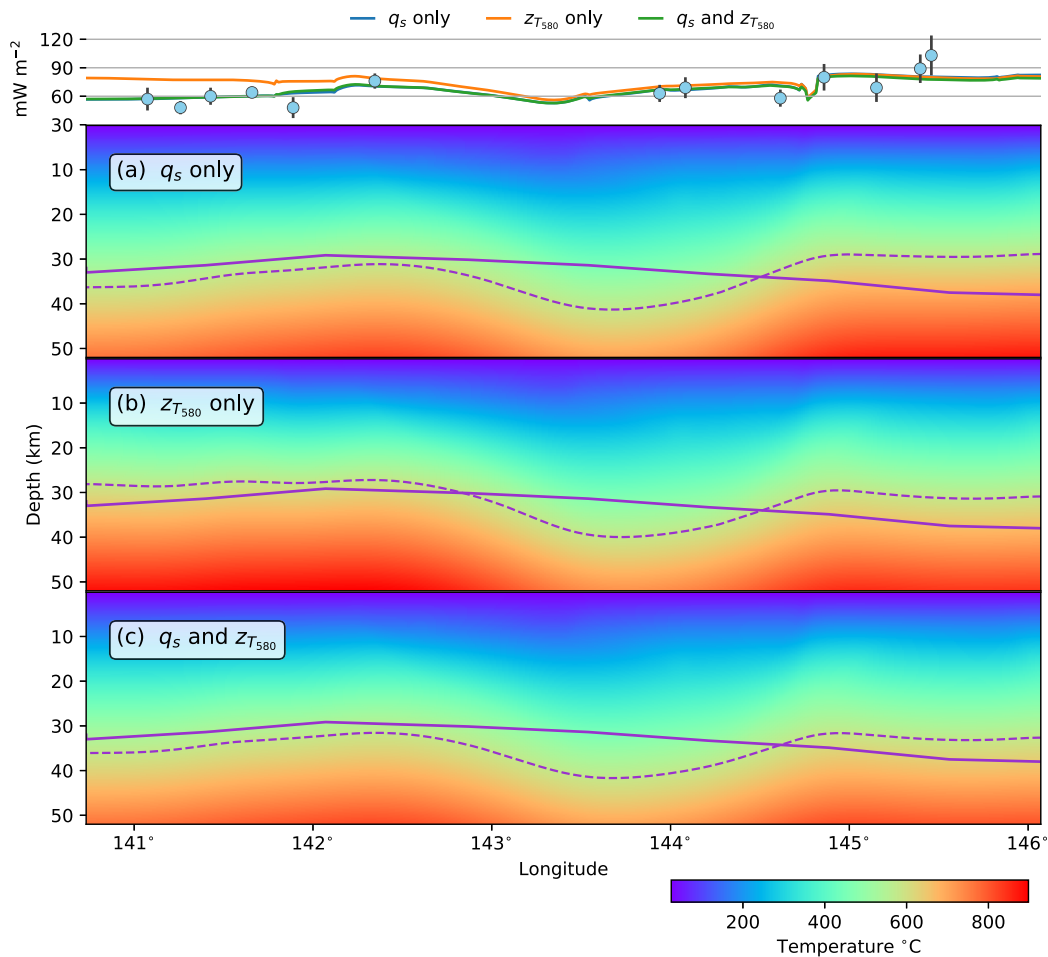 q_s only z_T580 only q_s and z_T580
120
90
60
30
mW m−2
(a) q_s only
10
20
30
40
50
(b) z_T580 only
10
20
30
40
50
Depth (km)
(c) q_s and z_T580
10
20
30
40
50
141° 142° 143° 144° 145° 146°
Longitude
200 400 600 800
Temperature °C